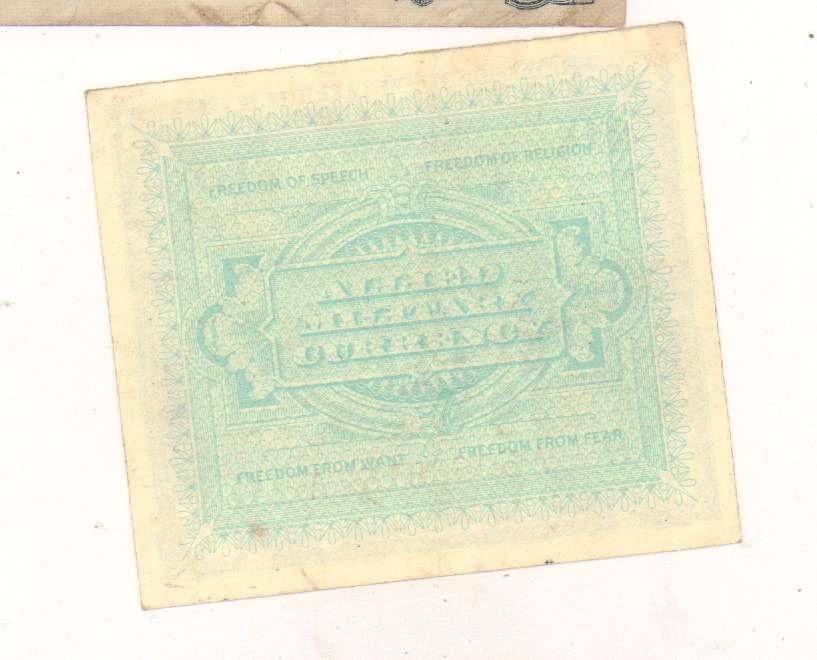 FREEDOM OF SPEECH FREEDOM OF RELIGION
ALLIED
MILITARY
CURRENCY
FREEDOM FROM WANT FREEDOM FROM FEAR